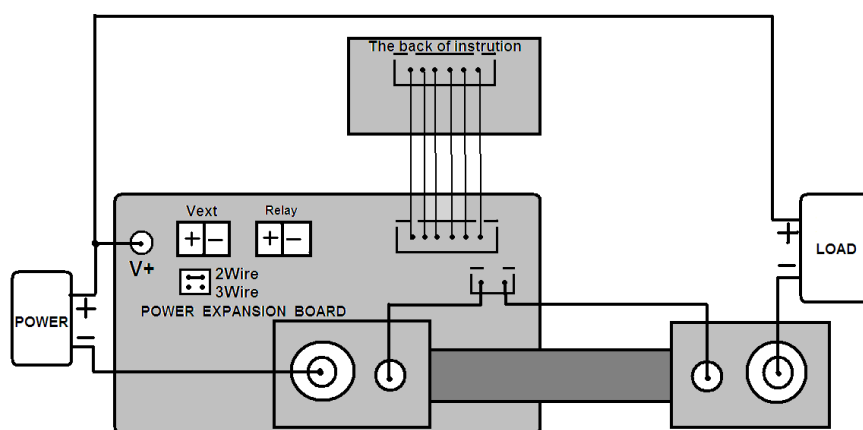 The back of instrution
Vext
Relay
+ −
+ −
V+
2Wire
3Wire
POWER EXPANSION BOARD
POWER
+
−
+
−
LOAD